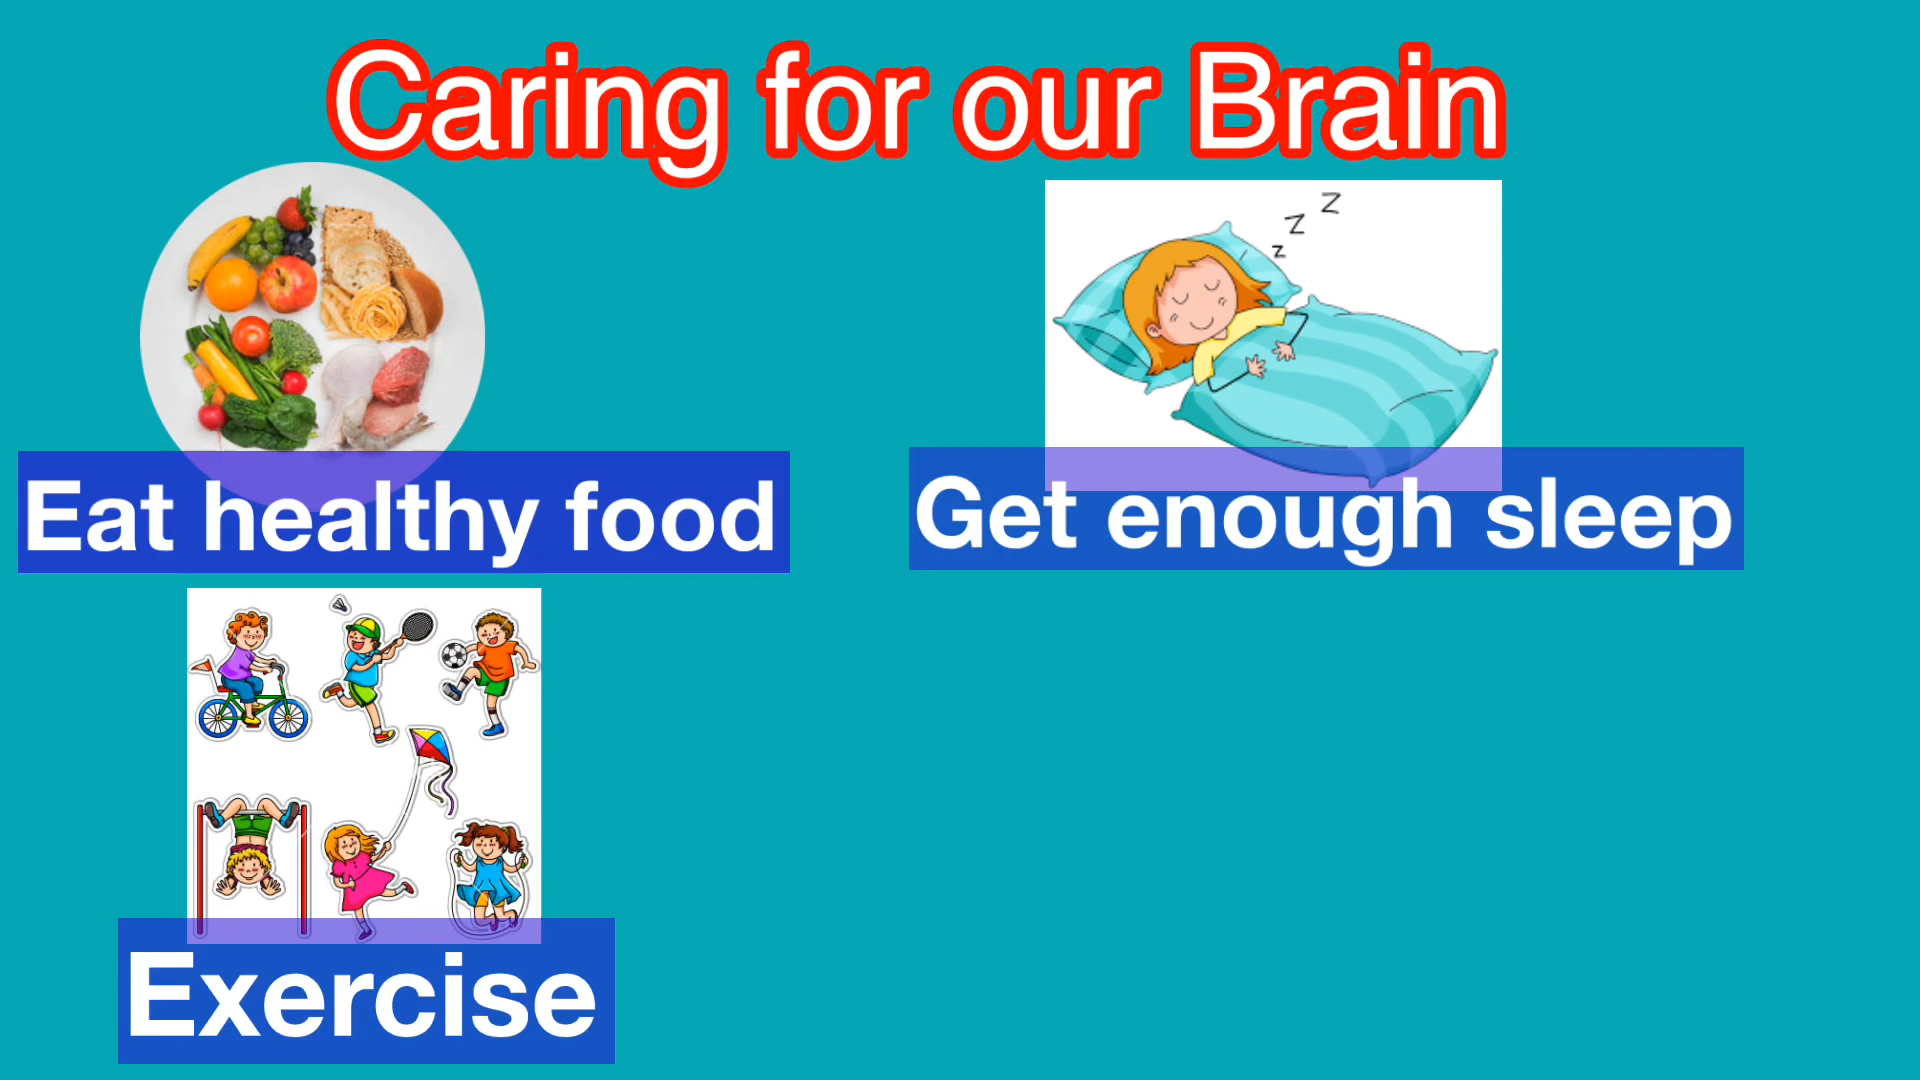 Caring for our Brain
z z z
Eat healthy food
Get enough sleep
Exercise